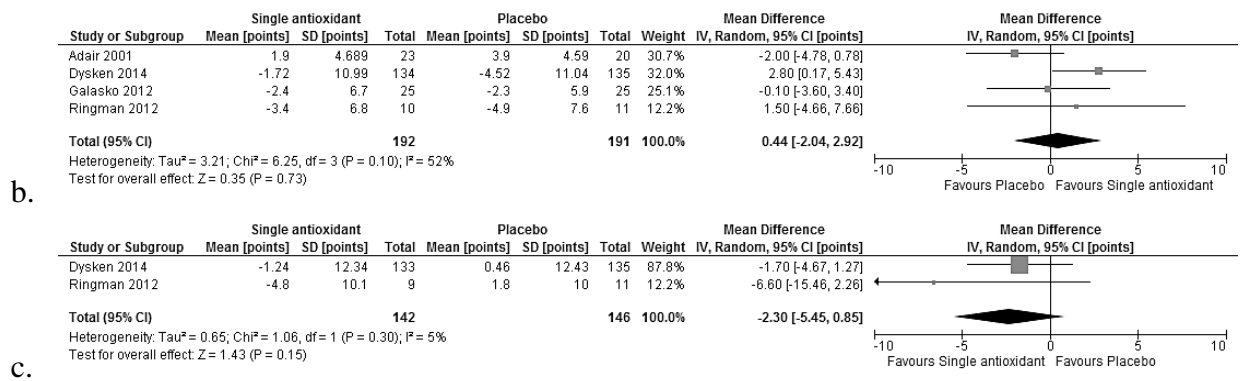 Single antioxidant Placebo Mean Difference Mean Difference
Study or Subgroup Mean [points] SD [points] Total Mean [points] SD [points] Total Weight IV, Random, 95% CI [points] IV, Random, 95% CI [points]
Adair 2001 1.9 4.689 23 3.9 4.59 20 30.7% -2.00 [-4.78, 0.78]
Dysken 2014 -1.72 10.99 134 -4.52 11.04 135 32.0% 2.80 [0.17, 5.43]
Galasko 2012 -2.4 6.7 25 -2.3 5.9 25 25.1% -0.10 [-3.60, 3.40]
Ringman 2012 -3.4 6.8 10 -4.9 7.6 11 12.2% 1.50 [-4.66, 7.66]
Total (95% CI) 192 191 100.0% 0.44 [-2.04, 2.92]
Heterogeneity: Tau² = 3.21; Chi² = 6.25, df = 3 (P = 0.10); I² = 52%
Test for overall effect: Z = 0.35 (P = 0.73)
-10 -5 0 5 10
Favours Placebo Favours Single antioxidant
b.
Single antioxidant Placebo Mean Difference Mean Difference
Study or Subgroup Mean [points] SD [points] Total Mean [points] SD [points] Total Weight IV, Random, 95% CI [points] IV, Random, 95% CI [points]
Dysken 2014 -1.24 12.34 133 0.46 12.43 135 87.8% -1.70 [-4.67, 1.27]
Ringman 2012 -4.8 10.1 9 1.8 10 11 12.2% -6.60 [-15.46, 2.26]
Total (95% CI) 142 146 100.0% -2.30 [-5.45, 0.85]
Heterogeneity: Tau² = 0.65; Chi² = 1.06, df = 1 (P = 0.30); I² = 5%
Test for overall effect: Z = 1.43 (P = 0.15)
-10 -5 0 5 10
Favours Single antioxidant Favours Placebo
c.